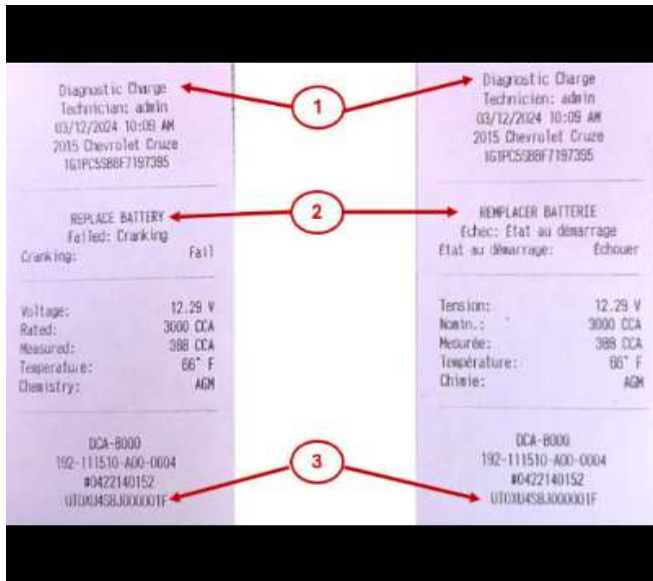 Diagnostic Charge
Technician: admin
03/12/2024 10:09 AM
2015 Chevrolet Cruze
1G1PC5SB8F7197395
REPLACE BATTERY
Failed: Cranking
Cranking: Fail
Voltage: 12.29 V
Rated: 3000 CCA
Measured: 388 CCA
Temperature: 66° F
Chemistry: AGM
DCA-8000
192-111510-A00-0004
#0422140152
UT0XU4S8J000001F
1
2
3
Diagnostic Charge
Technicien: admin
03/12/2024 10:09 AM
2015 Chevrolet Cruze
1G1PC5SB8F7197395
REMPLACER BATTERIE
Échec: État au démarrage
État au démarrage: Échouer
Tension: 12.29 V
Nomin.: 3000 CCA
Mesurée: 388 CCA
Température: 66° F
Chimie: AGM
DCA-8000
192-111510-A00-0004
#0422140152
UT0XU4S8J000001F